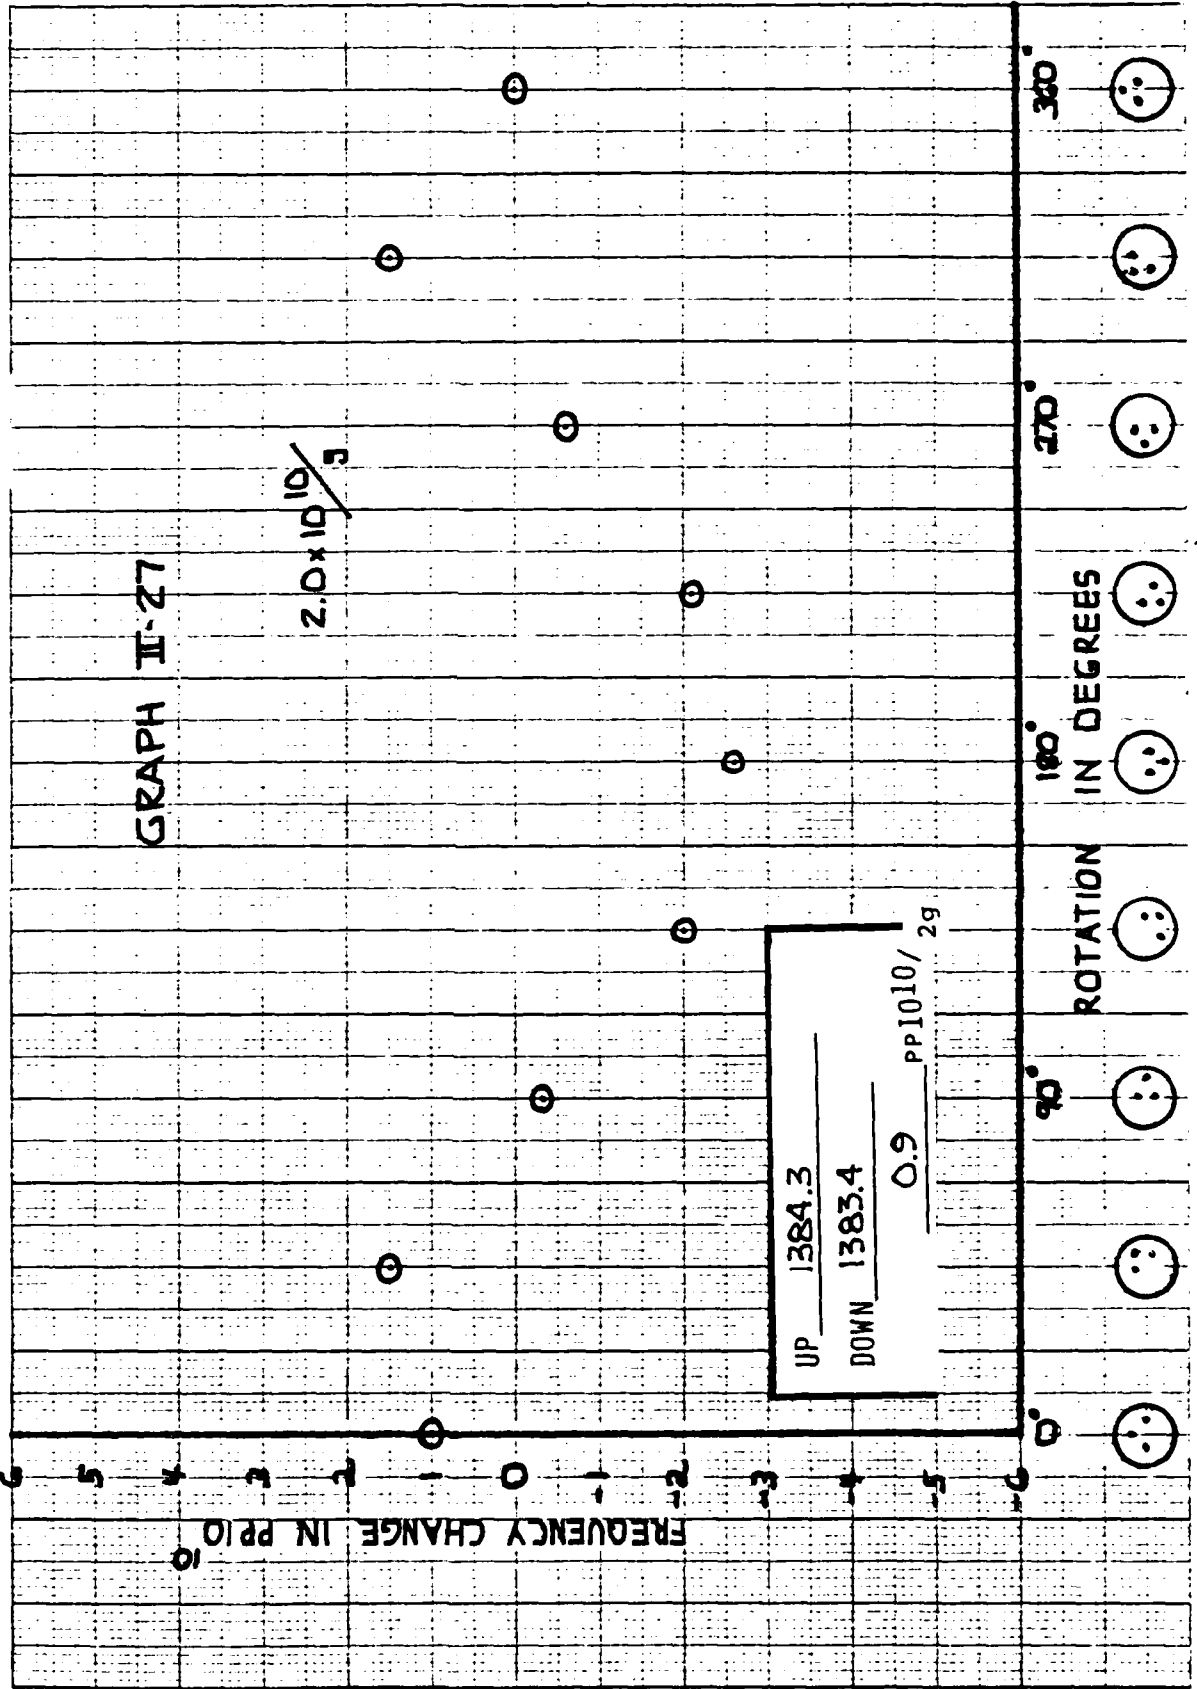 GRAPH II-27
2.0 x 10 10/g
FREQUENCY CHANGE IN PP10 10
6
5
4
3
2
1
0
-1
-2
-3
-4
-5
-6
UP 1384.3
DOWN 1383.4
0.9 PP10 10/ 2g
0° 90° 180° 270° 360°
ROTATION IN DEGREES